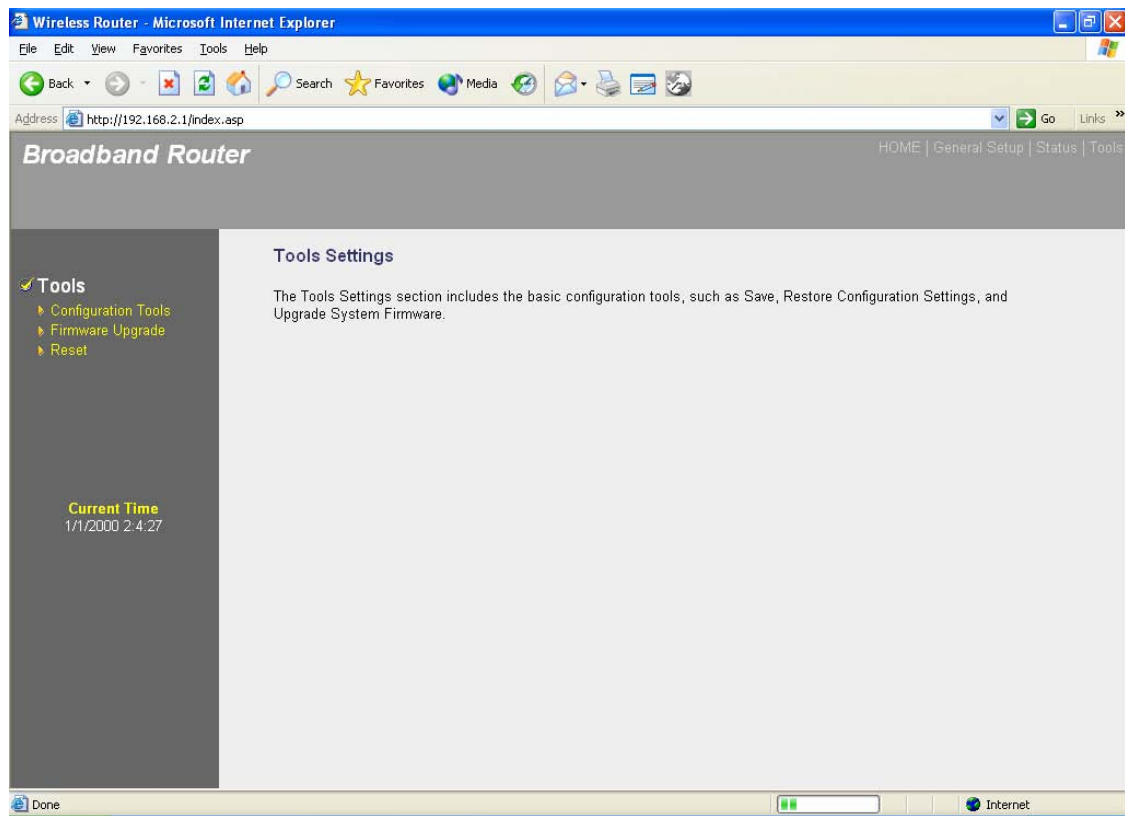 Wireless Router - Microsoft Internet Explorer
File Edit View Favorites Tools Help
Back Search Favorites Media
Address http://192.168.2.1/index.asp Go Links »
Broadband Router
HOME | General Setup | Status | Tools
Tools
Configuration Tools
Firmware Upgrade
Reset
Current Time
1/1/2000 2:4:27
Tools Settings
The Tools Settings section includes the basic configuration tools, such as Save, Restore Configuration Settings, and
Upgrade System Firmware.
Done Internet